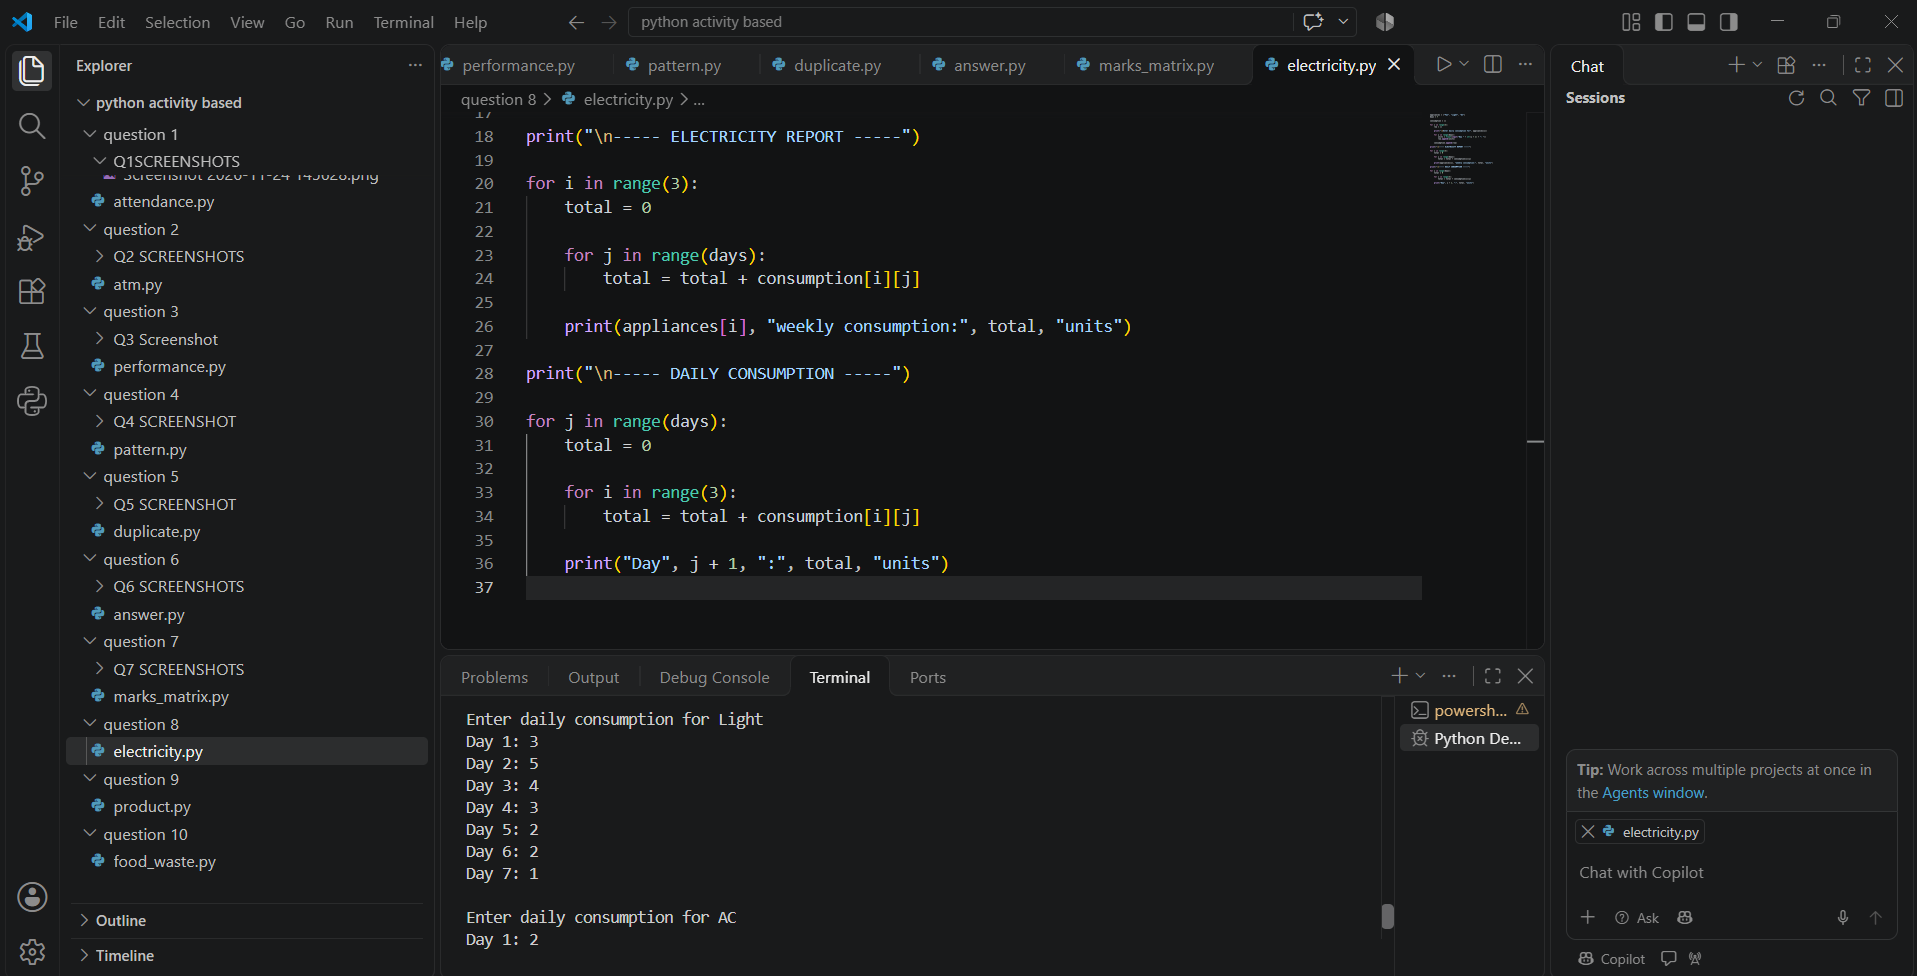 File Edit Selection View Go Run Terminal Help
python activity based
Explorer
python activity based
question 1
Q1SCREENSHOTS
attendance.py
question 2
Q2 SCREENSHOTS
atm.py
question 3
Q3 Screenshot
performance.py
question 4
Q4 SCREENSHOT
pattern.py
question 5
Q5 SCREENSHOT
duplicate.py
question 6
Q6 SCREENSHOTS
answer.py
question 7
Q7 SCREENSHOTS
marks_matrix.py
question 8
electricity.py
question 9
product.py
question 10
food_waste.py
Outline
Timeline
performance.py pattern.py duplicate.py answer.py marks_matrix.py electricity.py
question 8 > electricity.py > ...
17
18 print("\n----- ELECTRICITY REPORT -----")
19
20 for i in range(3):
21 total = 0
22
23 for j in range(days):
24 total = total + consumption[i][j]
25
26 print(appliances[i], "weekly consumption:", total, "units")
27
28 print("\n----- DAILY CONSUMPTION -----")
29
30 for j in range(days):
31 total = 0
32
33 for i in range(3):
34 total = total + consumption[i][j]
35
36 print("Day", j + 1, ":", total, "units")
37
Problems Output Debug Console Terminal Ports
Enter daily consumption for Light
Day 1: 3
Day 2: 5
Day 3: 4
Day 4: 3
Day 5: 2
Day 6: 2
Day 7: 1
Enter daily consumption for AC
Day 1: 2
powersh...
Python De...
Chat
Sessions
Tip: Work across multiple projects at once in
the Agents window.
electricity.py
Chat with Copilot
Ask
Copilot